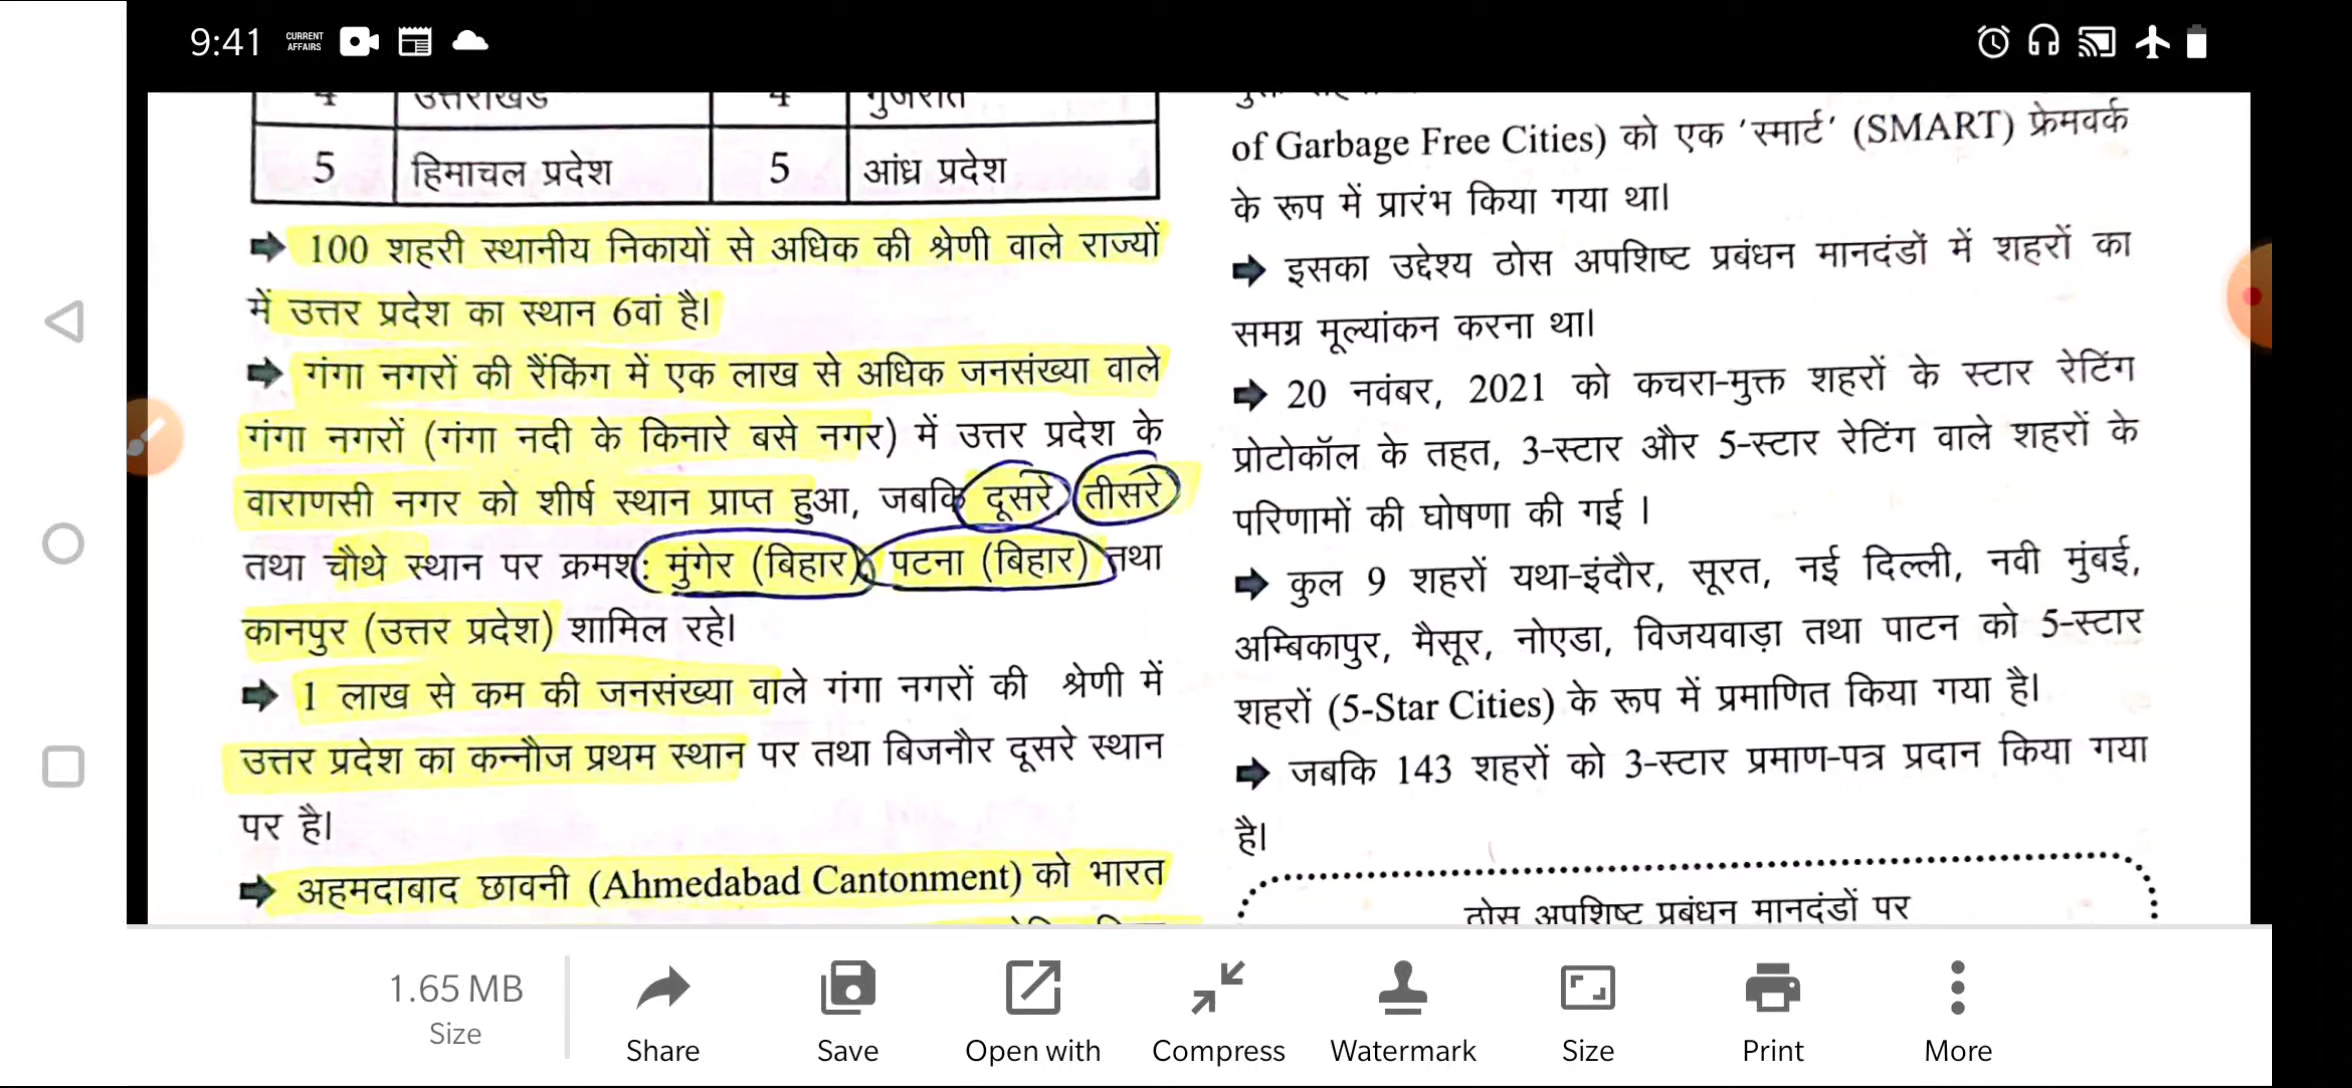 9:41 CURRENT AFFAIRS
4 उत्तराखंड 4 गुजरात
5 हिमाचल प्रदेश 5 आंध्र प्रदेश
100 शहरी स्थानीय निकायों से अधिक की श्रेणी वाले राज्यों
में उत्तर प्रदेश का स्थान 6वां है।
गंगा नगरों की रैंकिंग में एक लाख से अधिक जनसंख्या वाले
गंगा नगरों (गंगा नदी के किनारे बसे नगर) में उत्तर प्रदेश के
वाराणसी नगर को शीर्ष स्थान प्राप्त हुआ, जबकि दूसरे, तीसरे
तथा चौथे स्थान पर क्रमश: मुंगेर (बिहार), पटना (बिहार) तथा
कानपुर (उत्तर प्रदेश) शामिल रहे।
1 लाख से कम की जनसंख्या वाले गंगा नगरों की श्रेणी में
उत्तर प्रदेश का कन्नौज प्रथम स्थान पर तथा बिजनौर दूसरे स्थान
पर है।
अहमदाबाद छावनी (Ahmedabad Cantonment) को भारत
of Garbage Free Cities) को एक ’स्मार्ट’ (SMART) फ्रेमवर्क
के रूप में प्रारंभ किया गया था।
इसका उद्देश्य ठोस अपशिष्ट प्रबंधन मानदंडों में शहरों का
समग्र मूल्यांकन करना था।
20 नवंबर, 2021 को कचरा-मुक्त शहरों के स्टार रेटिंग
प्रोटोकॉल के तहत, 3-स्टार और 5-स्टार रेटिंग वाले शहरों के
परिणामों की घोषणा की गई ।
कुल 9 शहरों यथा-इंदौर, सूरत, नई दिल्ली, नवी मुंबई,
अम्बिकापुर, मैसूर, नोएडा, विजयवाड़ा तथा पाटन को 5-स्टार
शहरों (5-Star Cities) के रूप में प्रमाणित किया गया है।
जबकि 143 शहरों को 3-स्टार प्रमाण-पत्र प्रदान किया गया
है।
ठोस अपशिष्ट प्रबंधन मानदंडों पर
1.65 MB
Size
Share Save Open with Compress Watermark Size Print More